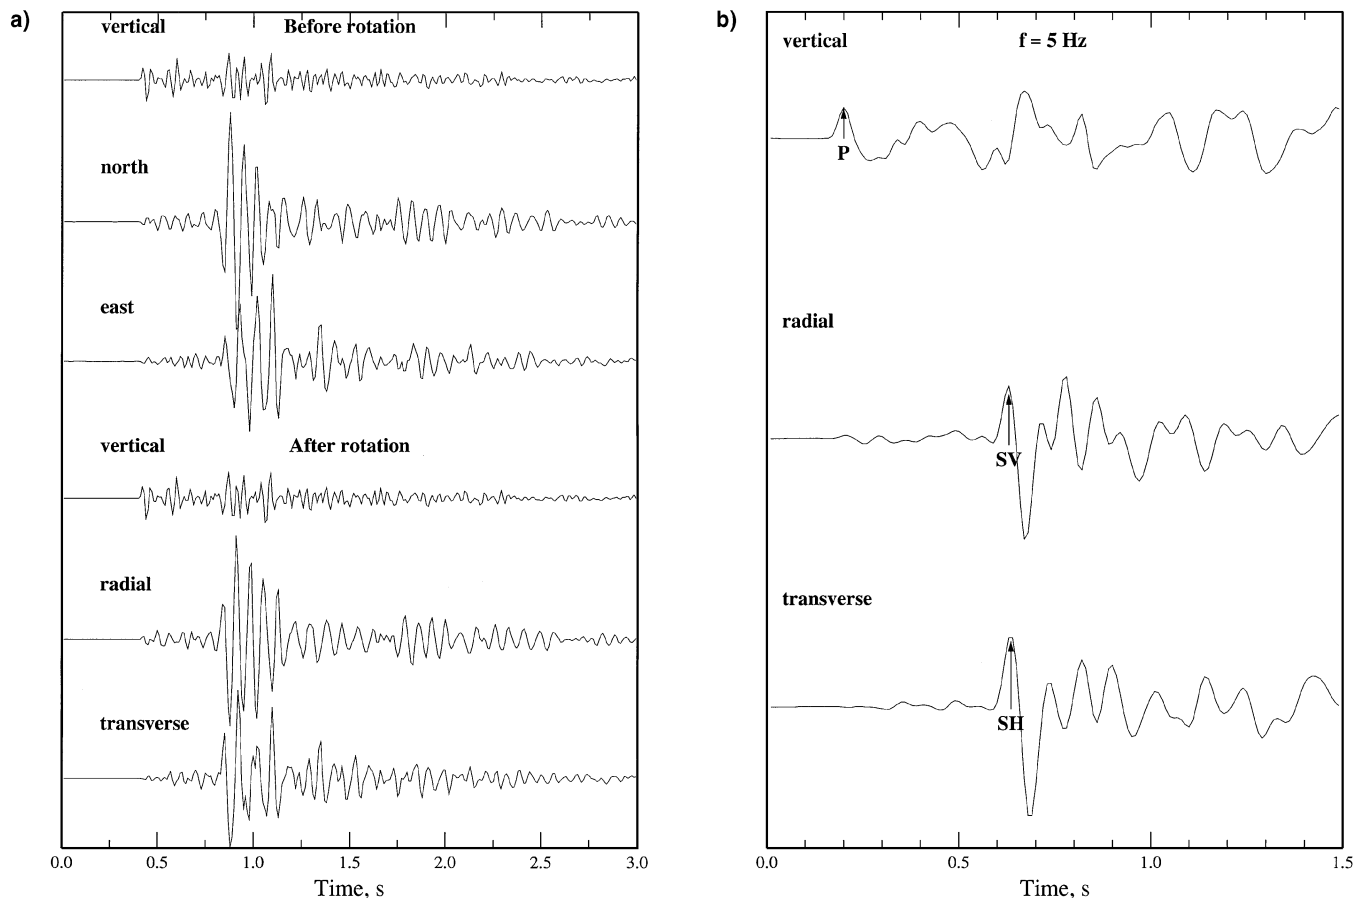 a)
vertical Before rotation
north
east
vertical After rotation
radial
transverse
0.0 0.5 1.0 1.5 2.0 2.5 3.0
Time, s
b)
vertical f = 5 Hz
P
radial
SV
transverse
SH
0.0 0.5 1.0 1.5
Time, s